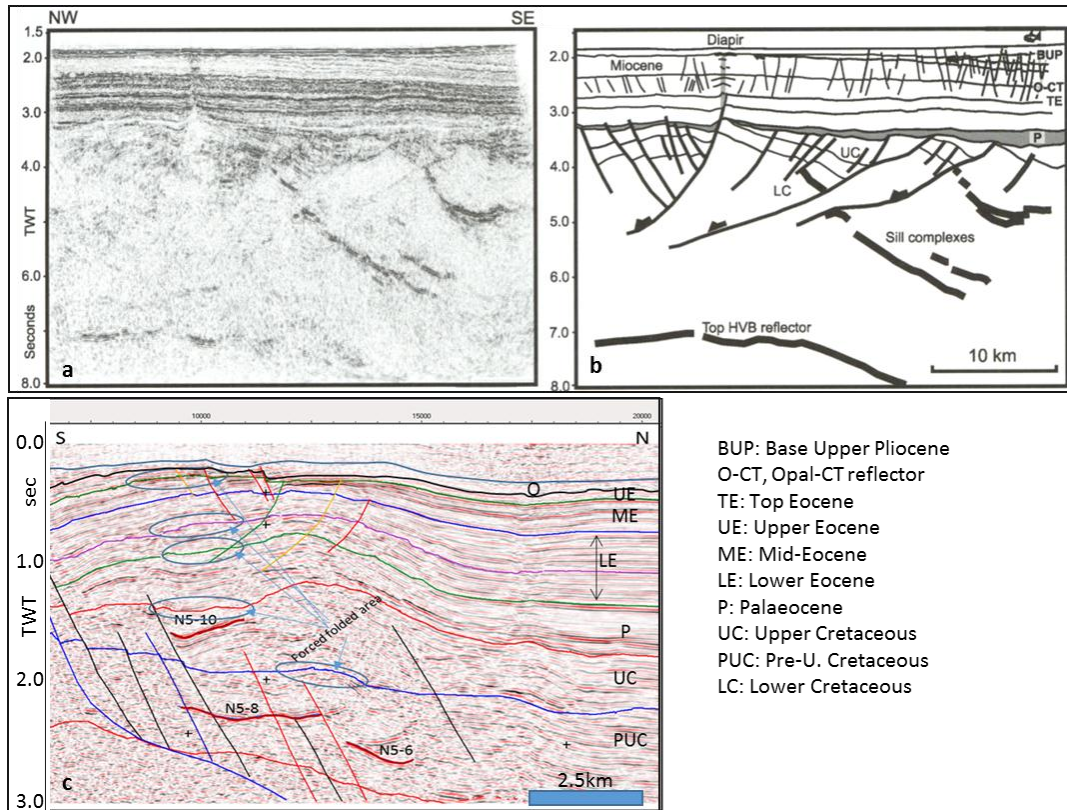 NW SE
1.5
2.0
3.0
4.0
TWT
5.0
6.0
Seconds
7.0
8.0
a
2.0
3.0
4.0
5.0
6.0
7.0
8.0
Diapir
BUP
Miocene
O-CT
TE
P
UC
LC
Sill complexes
Top HVB reflector
10 km
b
10000 15000 20000
S N
0.0
sec
1.0
TWT
2.0
3.0
O
UE
ME
LE
P
UC
PUC
Forced folded area
N5-10
N5-8
N5-6
2.5km
c
BUP: Base Upper Pliocene
O-CT, Opal-CT reflector
TE: Top Eocene
UE: Upper Eocene
ME: Mid-Eocene
LE: Lower Eocene
P: Palaeocene
UC: Upper Cretaceous
PUC: Pre-U. Cretaceous
LC: Lower Cretaceous